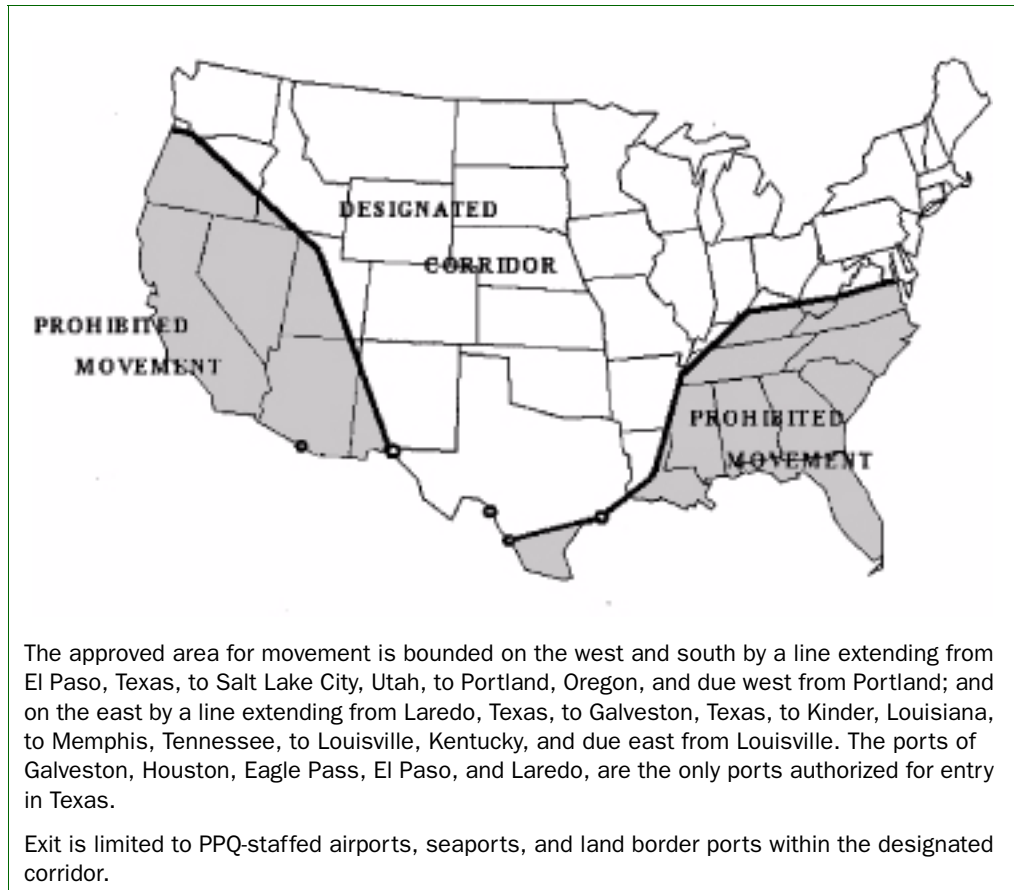 DESIGNATED
CORRIDOR
PROHIBITED
MOVEMENT
PROHIBITED
MOVEMENT
The approved area for movement is bounded on the west and south by a line extending from
El Paso, Texas, to Salt Lake City, Utah, to Portland, Oregon, and due west from Portland; and
on the east by a line extending from Laredo, Texas, to Galveston, Texas, to Kinder, Louisiana,
to Memphis, Tennessee, to Louisville, Kentucky, and due east from Louisville. The ports of
Galveston, Houston, Eagle Pass, El Paso, and Laredo, are the only ports authorized for entry
in Texas.
Exit is limited to PPQ-staffed airports, seaports, and land border ports within the designated
corridor.